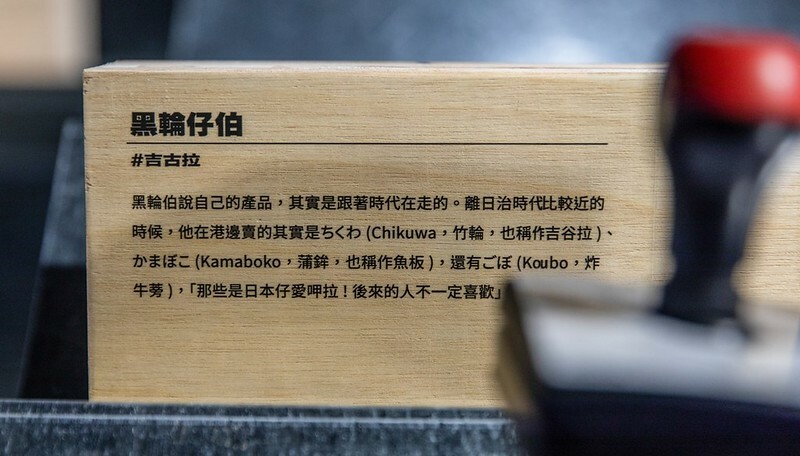 黑輪仔伯
#吉古拉
黑輪伯說自己的產品，其實是跟著時代在走的。離日治時代比較近的
時候，他在港邊賣的其實是ちくわ (Chikuwa，竹輪，也稱作吉谷拉 )、
かまぼこ (Kamaboko，蒲鉾，也稱作魚板 )，還有ごぼ (Koubo，炸
牛蒡 )，「那些是日本仔愛呷拉！後來的人不一定喜歡」